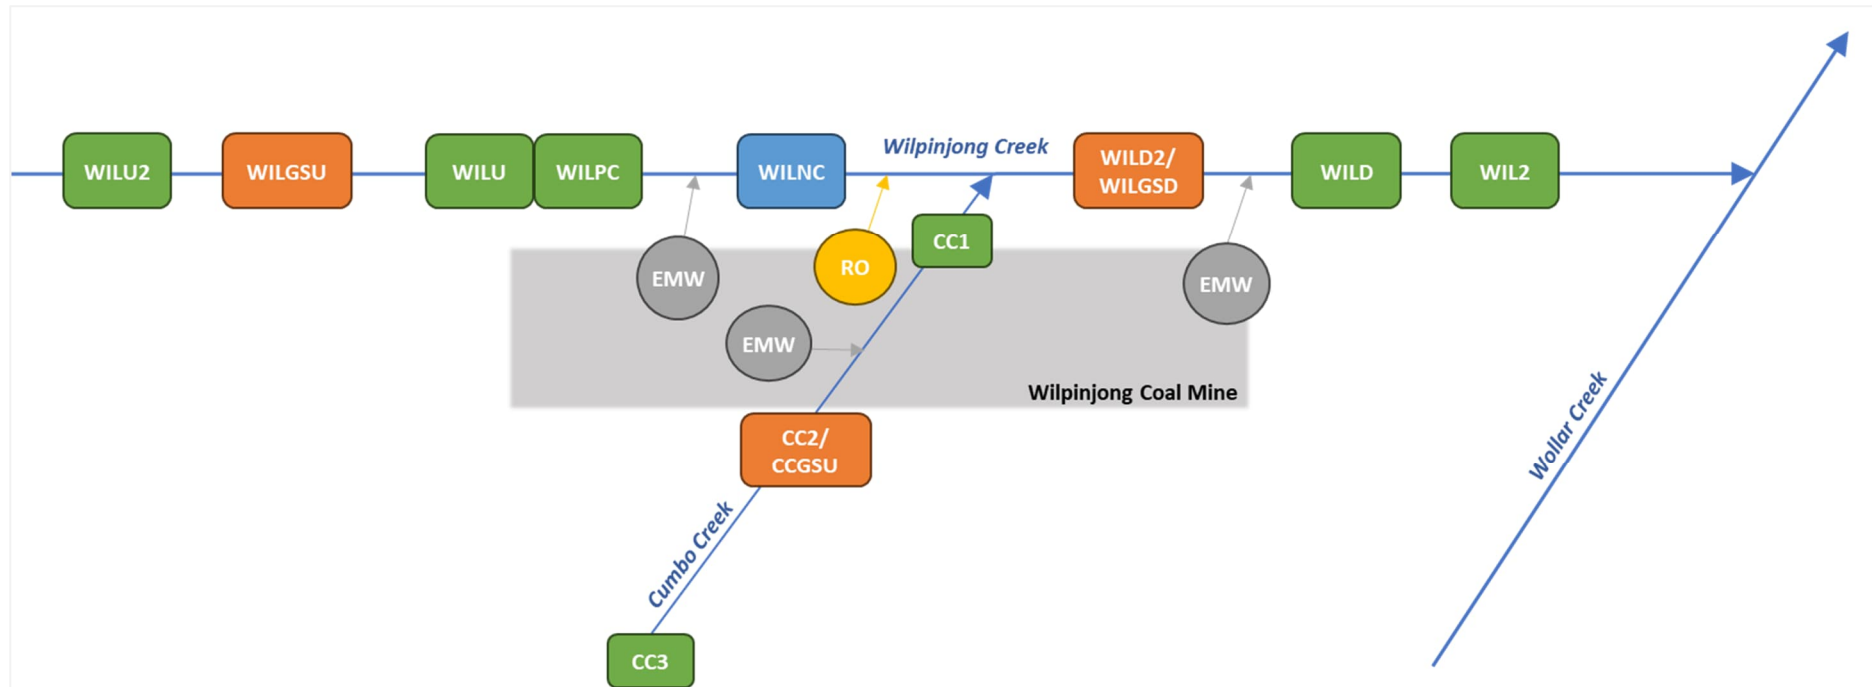 WILU2
WILGSU
WILU
WILPC
WILNC
Wilpinjong Creek
WILD2/
WILGSD
WILD
WIL2
CC1
RO
EMW
EMW
EMW
Wilpinjong Coal Mine
CC2/
CCGSU
Cumbo Creek
Wollar Creek
CC3